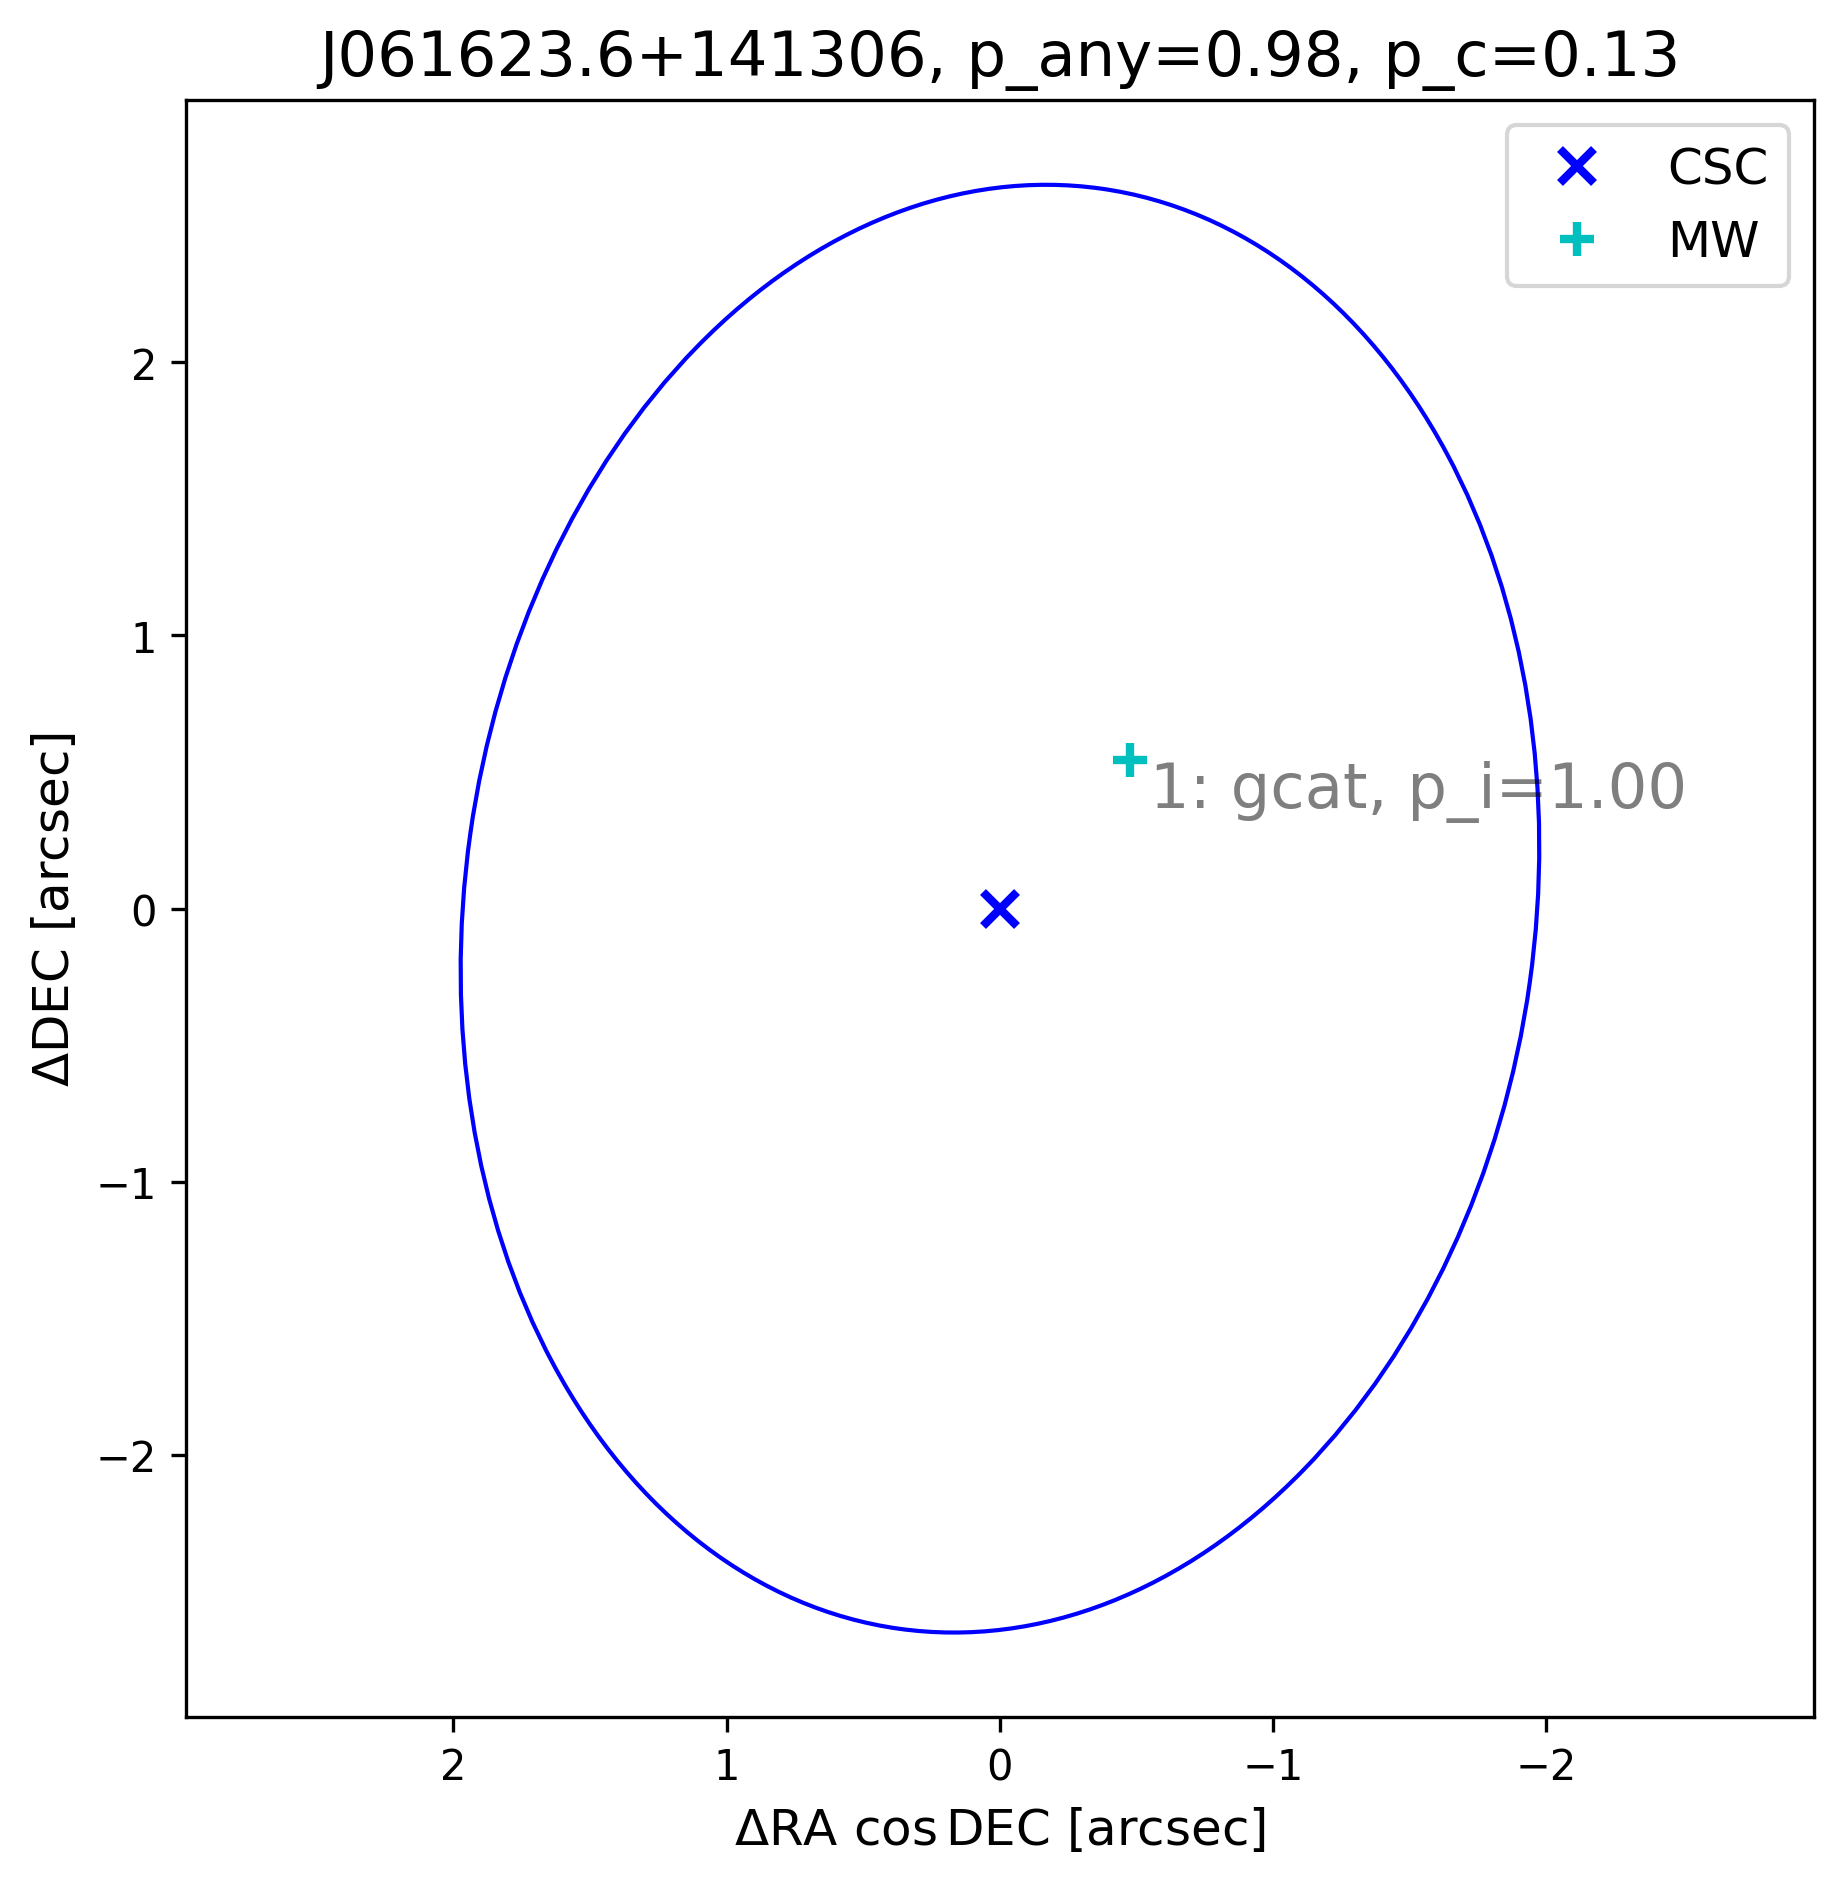 J061623.6+141306, p_any=0.98, p_c=0.13
CSC
MW
2
1
0
−1
−2
ΔDEC [arcsec]
1: gcat, p_i=1.00
2 1 0 −1 −2
ΔRA cos DEC [arcsec]